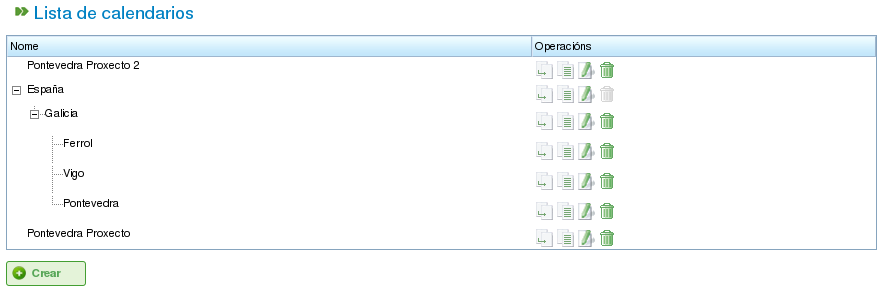 Lista de calendarios
Nome Operacións
Pontevedra Proxecto 2
España
Galicia
Ferrol
Vigo
Pontevedra
Pontevedra Proxecto
Crear